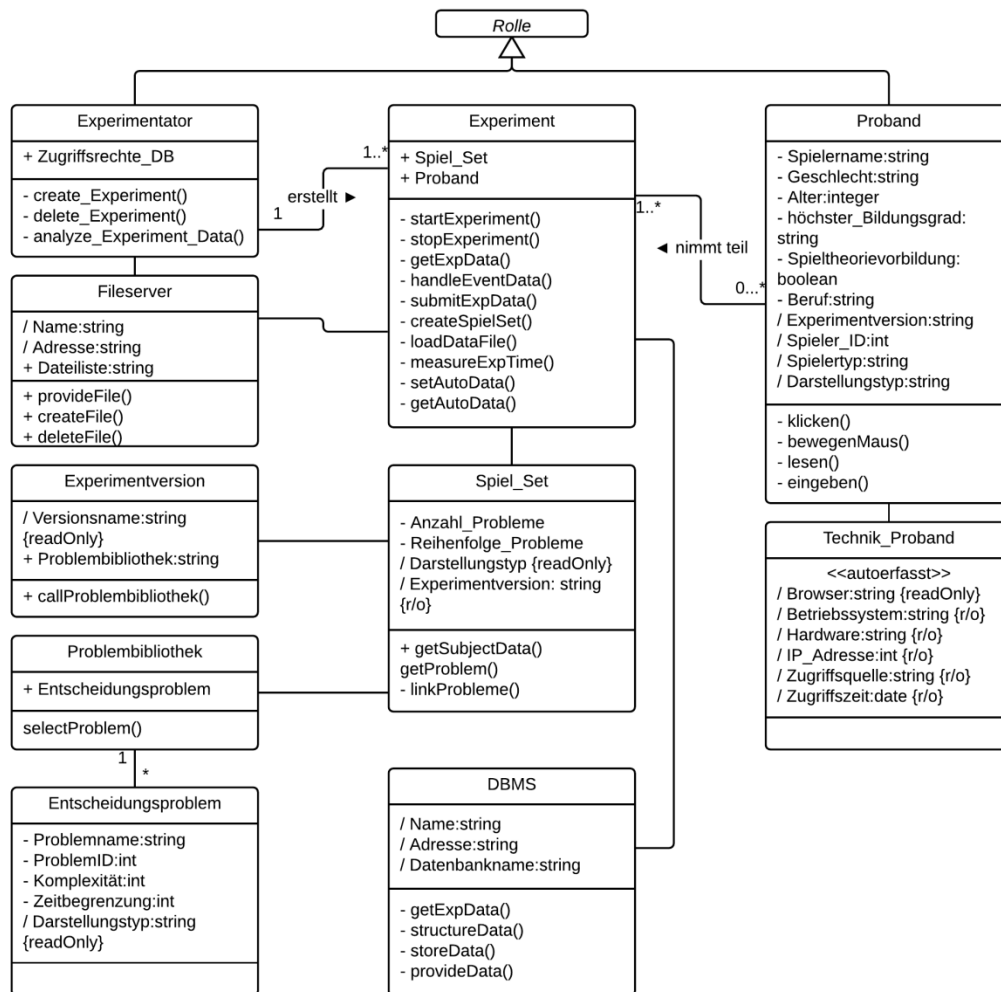 Rolle
Experimentator
+ Zugriffsrechte_DB
- create_Experiment()
- delete_Experiment()
- analyze_Experiment_Data()
1
erstellt ►
1..*
Experiment
+ Spiel_Set
+ Proband
- startExperiment()
- stopExperiment()
- getExpData()
- handleEventData()
- submitExpData()
- createSpielSet()
- loadDataFile()
- measureExpTime()
- setAutoData()
- getAutoData()
1..*
◄ nimmt teil
0...*
Proband
- Spielername:string
- Geschlecht:string
- Alter:integer
- höchster_Bildungsgrad:
string
- Spieltheorievorbildung:
boolean
- Beruf:string
/ Experimentversion:string
/ Spieler_ID:int
/ Spielertyp:string
/ Darstellungstyp:string
- klicken()
- bewegenMaus()
- lesen()
- eingeben()
Fileserver
/ Name:string
/ Adresse:string
+ Dateiliste:string
+ provideFile()
+ createFile()
+ deleteFile()
Experimentversion
/ Versionsname:string
{readOnly}
+ Problembibliothek:string
+ callProblembibliothek()
Spiel_Set
- Anzahl_Probleme
- Reihenfolge_Probleme
/ Darstellungstyp {readOnly}
/ Experimentversion: string
{r/o}
+ getSubjectData()
getProblem()
- linkProbleme()
Technik_Proband
<<autoerfasst>>
/ Browser:string {readOnly}
/ Betriebssystem:string {r/o}
/ Hardware:string {r/o}
/ IP_Adresse:int {r/o}
/ Zugriffsquelle:string {r/o}
/ Zugriffszeit:date {r/o}
Problembibliothek
+ Entscheidungsproblem
selectProblem()
1
*
Entscheidungsproblem
- Problemname:string
- ProblemID:int
- Komplexität:int
- Zeitbegrenzung:int
/ Darstellungstyp:string
{readOnly}
DBMS
/ Name:string
/ Adresse:string
/ Datenbankname:string
- getExpData()
- structureData()
- storeData()
- provideData()